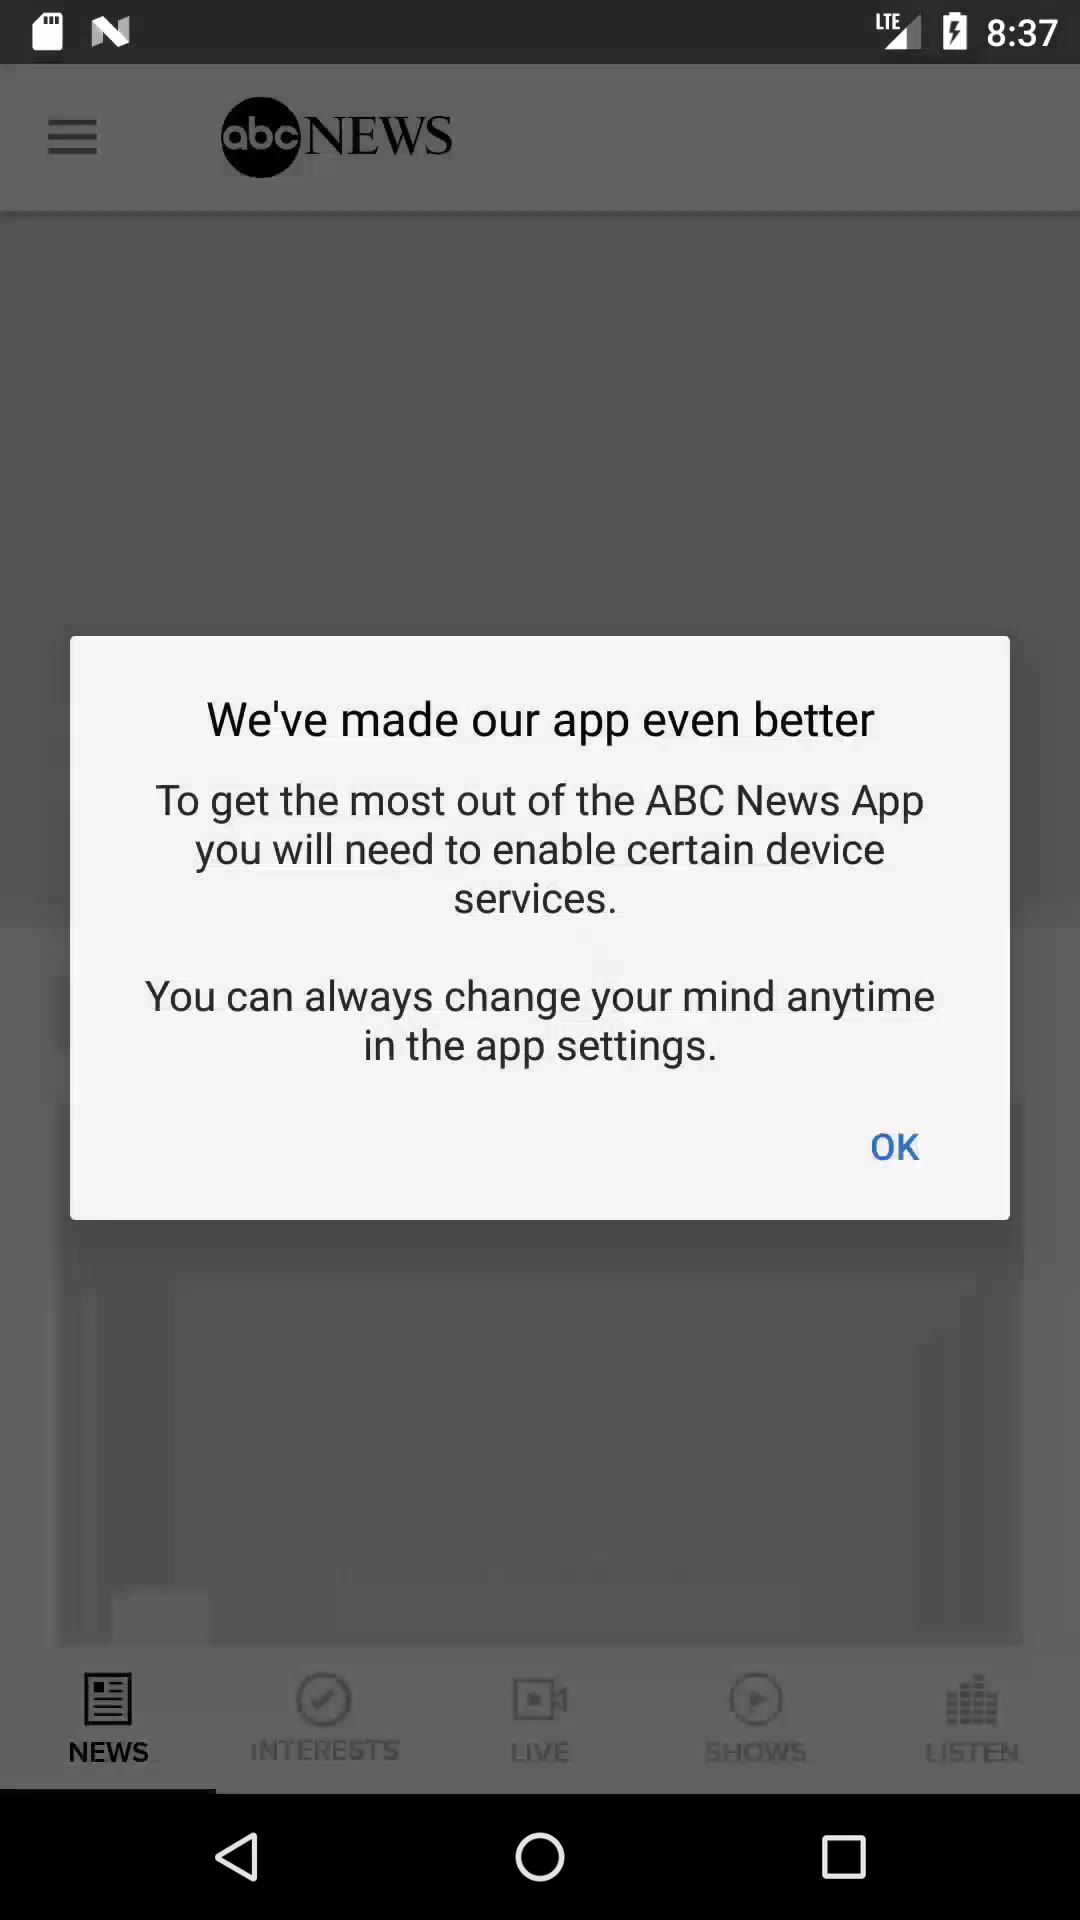 LTE 8:37
abc NEWS
We've made our app even better
To get the most out of the ABC News App
you will need to enable certain device
services.
You can always change your mind anytime
in the app settings.
OK
NEWS INTERESTS LIVE SHOWS LISTEN